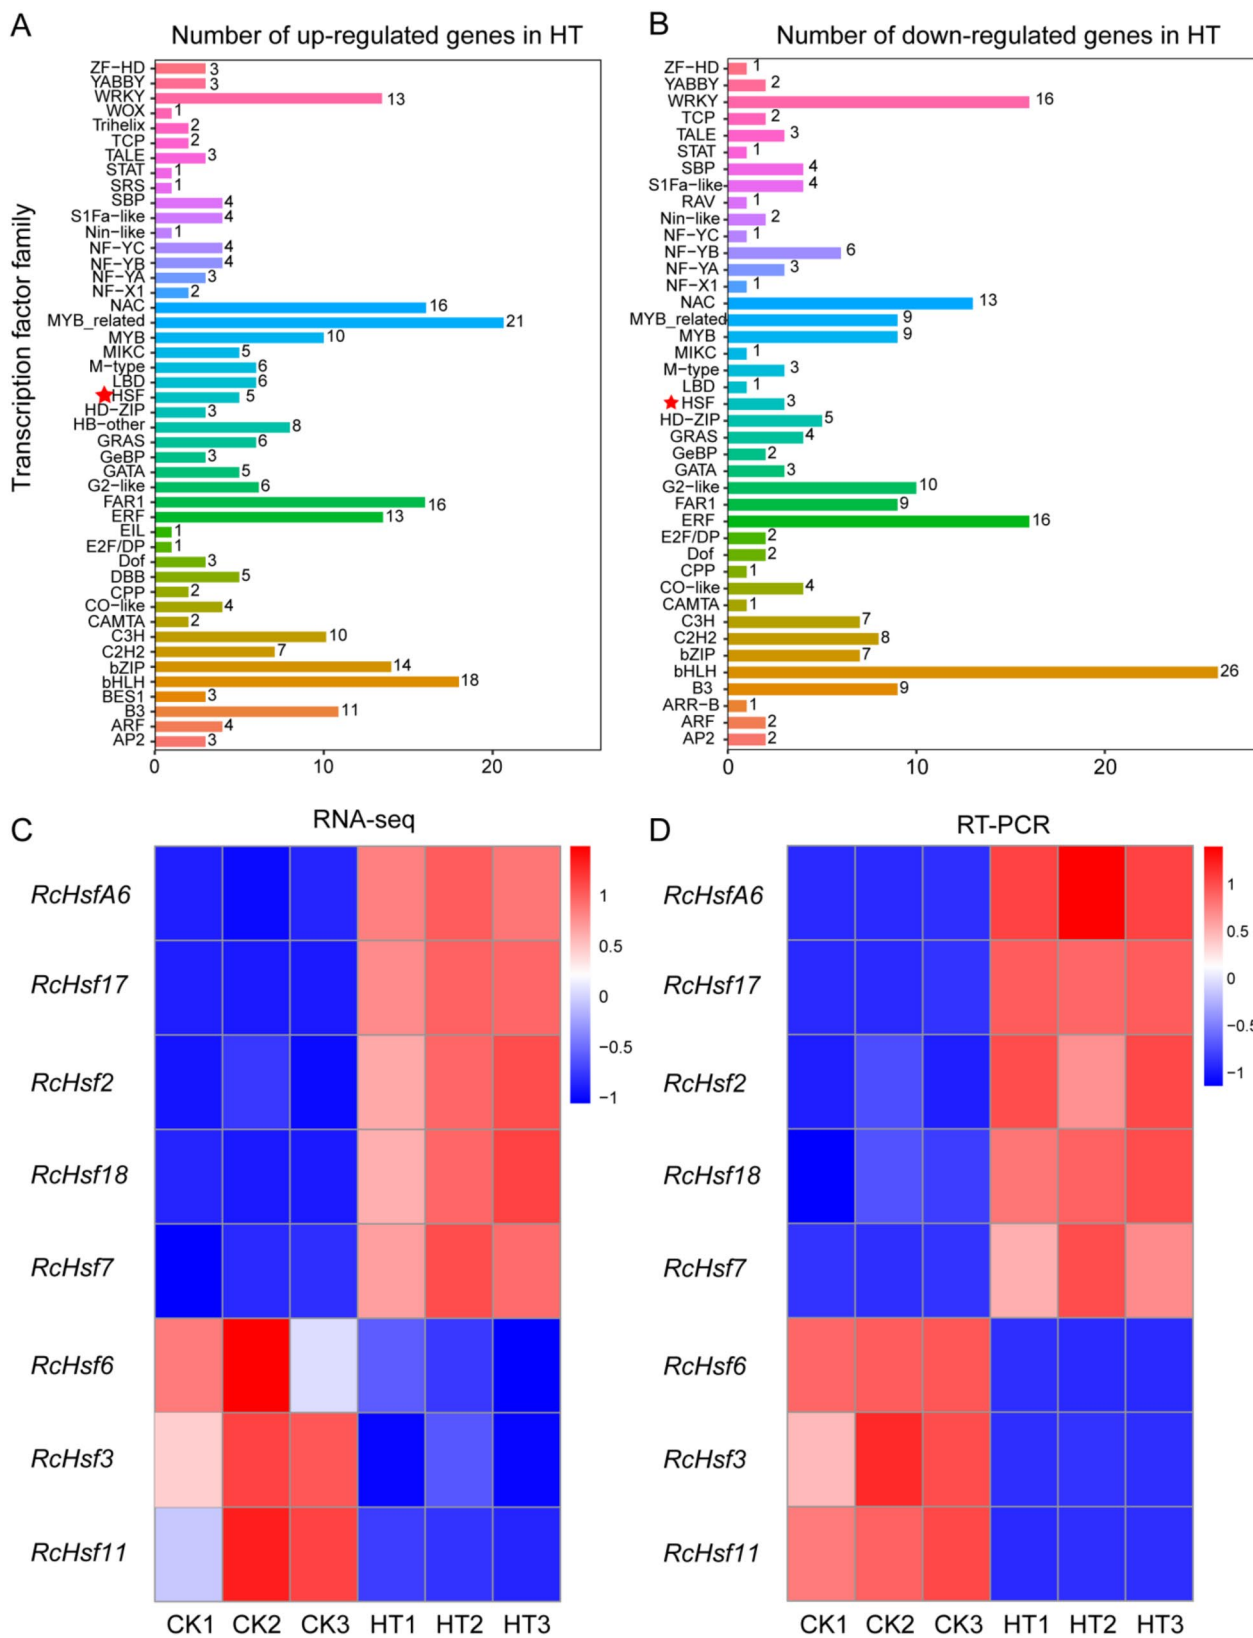 A
Number of up-regulated genes in HT
Transcription factor family
ZF-HD 3
YABBY 3
WRKY 13
WOX 1
Trihelix 2
TCP 2
TALE 3
STAT 1
SRS 1
SBP 4
S1Fa-like 4
Nin-like 1
NF-YC 4
NF-YB 4
NF-YA 3
NF-X1 2
NAC 16
MYB_related 21
MYB 10
MIKC 5
M-type 6
LBD 6
HSF 5
HD-ZIP 3
HB-other 8
GRAS 6
GeBP 3
GATA 5
G2-like 6
FAR1 16
ERF 13
EIL 1
E2F/DP 1
Dof 3
DBB 5
CPP 2
CO-like 4
CAMTA 2
C3H 10
C2H2 7
bZIP 14
bHLH 18
BES1 3
B3 11
ARF 4
AP2 3
0 10 20
B
Number of down-regulated genes in HT
ZF-HD 1
YABBY 2
WRKY 16
TCP 2
TALE 3
STAT 1
SBP 4
S1Fa-like 4
RAV 1
Nin-like 2
NF-YC 1
NF-YB 6
NF-YA 3
NF-X1 1
NAC 13
MYB_related 9
MYB 9
MIKC 1
M-type 3
LBD 1
HSF 3
HD-ZIP 5
GRAS 4
GeBP 2
GATA 3
G2-like 10
FAR1 9
ERF 16
E2F/DP 2
Dof 2
CPP 1
CO-like 4
CAMTA 1
C3H 7
C2H2 8
bZIP 7
bHLH 26
B3 9
ARR-B 1
ARF 2
AP2 2
0 10 20
C
RNA-seq
RcHsfA6
RcHsf17
RcHsf2
RcHsf18
RcHsf7
RcHsf6
RcHsf3
RcHsf11
CK1 CK2 CK3 HT1 HT2 HT3
1
0.5
0
−0.5
−1
D
RT-PCR
RcHsfA6
RcHsf17
RcHsf2
RcHsf18
RcHsf7
RcHsf6
RcHsf3
RcHsf11
CK1 CK2 CK3 HT1 HT2 HT3
1
0.5
0
−0.5
−1